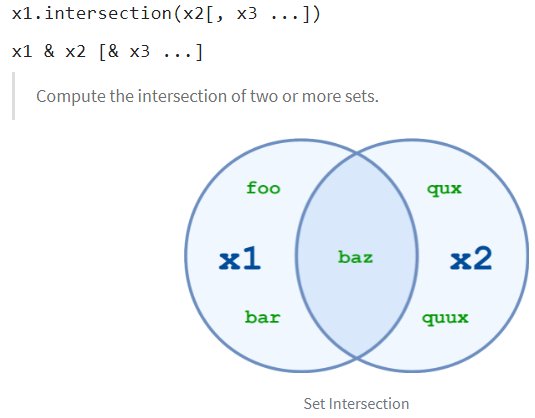 x1.intersection(x2[, x3 ...])
x1 & x2 [& x3 ...]
Compute the intersection of two or more sets.
foo
qux
x1
baz
x2
bar
quux
Set Intersection